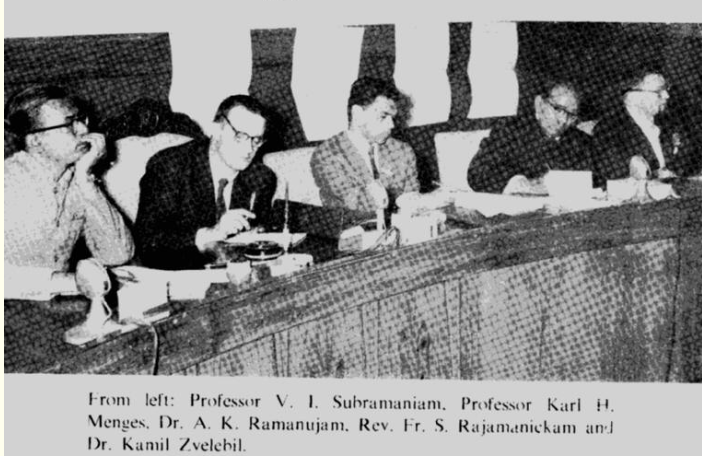 From left: Professor V. I. Subramaniam, Professor Karl H.
Menges, Dr. A. K. Ramanujam, Rev. Fr. S. Rajamanickam and
Dr. Kamil Zvelebil.